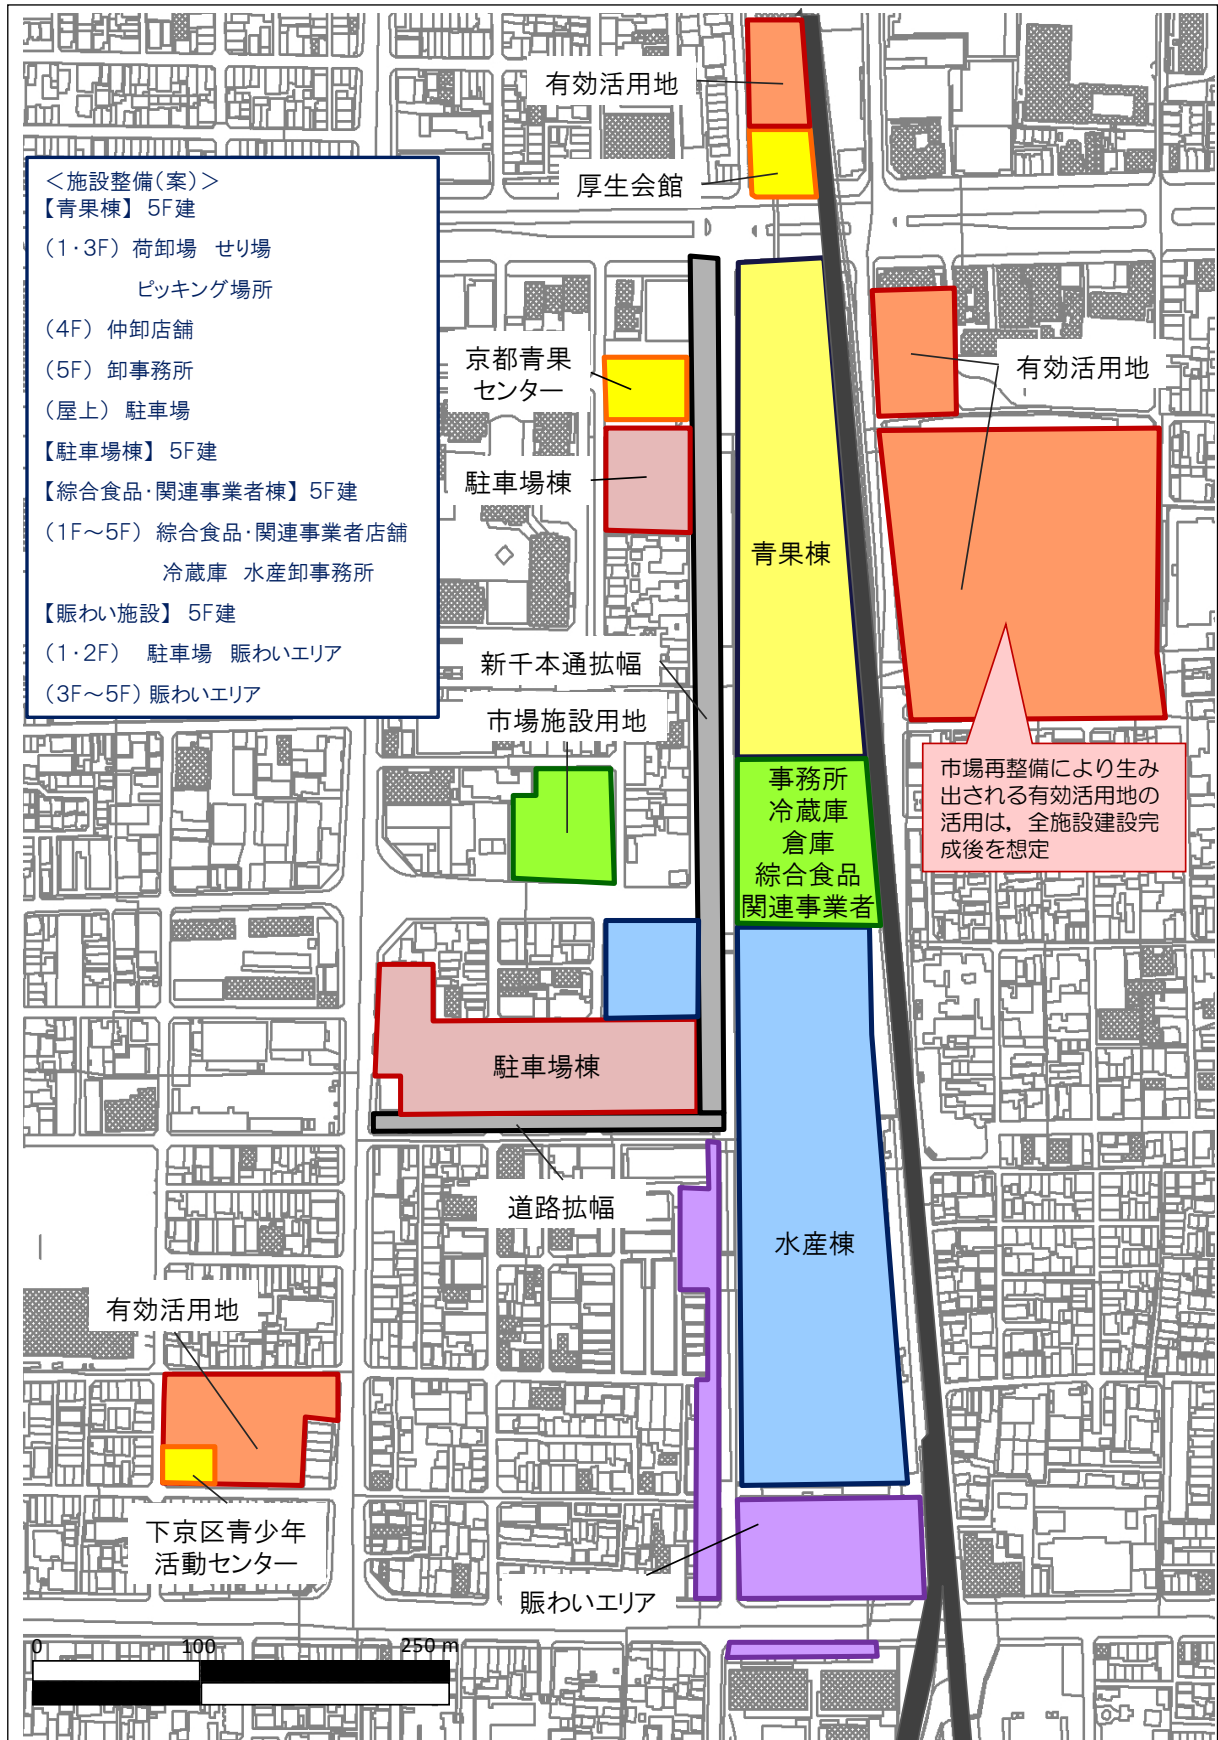 有効活用地
厚生会館
＜施設整備（案）＞
【青果棟】 5F建
（1・3F） 荷卸場　せり場
ピッキング場所
（4F） 仲卸店舗
（5F） 卸事務所
（屋上） 駐車場
【駐車場棟】 5F建
【綜合食品・関連事業者棟】 5F建
（1F～5F） 綜合食品・関連事業者店舗
冷蔵庫　水産卸事務所
【賑わい施設】 5F建
（1・2F）　駐車場　賑わいエリア
（3F～5F） 賑わいエリア
京都青果
センター
有効活用地
駐車場棟
青果棟
新千本通拡幅
市場施設用地
市場再整備により生み
出される有効活用地の
活用は，全施設建設完
成後を想定
事務所
冷蔵庫
倉庫
綜合食品
関連事業者
駐車場棟
道路拡幅
水産棟
有効活用地
下京区青少年
活動センター
賑わいエリア
0 100 250 m